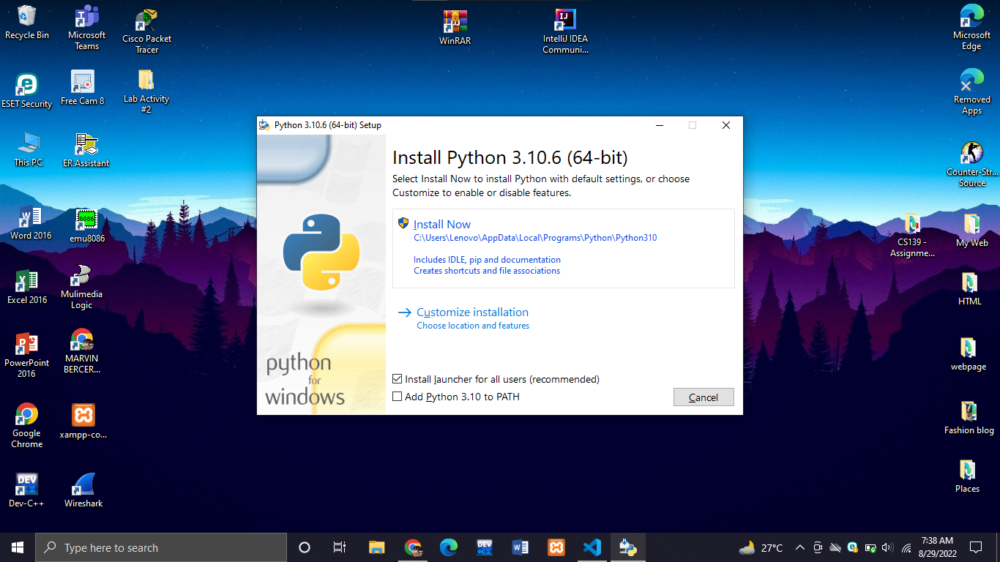 Recycle Bin
Microsoft
Teams
Cisco Packet
Tracer
WinRAR
IntelliJ IDEA
Communi...
Microsoft
Edge
ESET Security
Free Cam 8
Lab Activity
#2
Removed
Apps
This PC
ER Assistant
Counter-Str...
Source
Word 2016
8086
emu8086
CS139 -
Assignme...
My Web
Excel 2016
Mulimedia
Logic
HTML
PowerPoint
2016
MARVIN
BERCER...
webpage
Google
Chrome
xampp-co...
Fashion blog
DEV
Dev-C++
Wireshark
Places
Python 3.10.6 (64-bit) Setup
Install Python 3.10.6 (64-bit)
Select Install Now to install Python with default settings, or choose
Customize to enable or disable features.
Install Now
C:\Users\Lenovo\AppData\Local\Programs\Python\Python310
Includes IDLE, pip and documentation
Creates shortcuts and file associations
Customize installation
Choose location and features
Install launcher for all users (recommended)
Add Python 3.10 to PATH
Cancel
python
for
windows
Type here to search
DEV
27°C
7:38 AM
8/29/2022